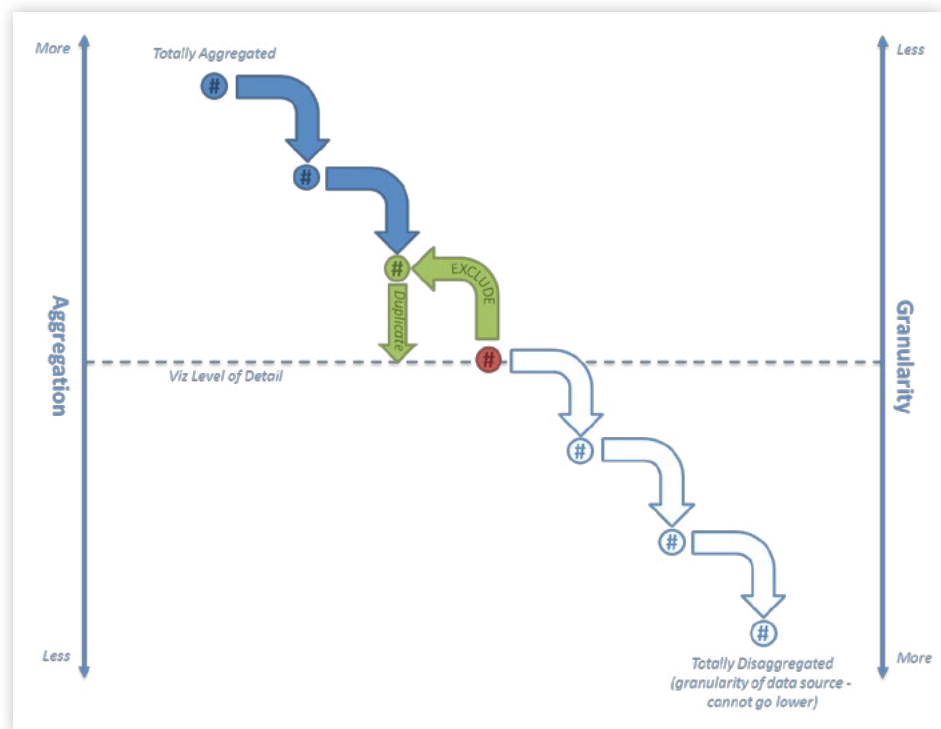 More
Totally Aggregated
Less
#
#
#
EXCLUDE
Duplicate
Aggregation
Granularity
#
Viz Level of Detail
#
#
#
Less
Totally Disaggregated
(granularity of data source -
cannot go lower)
More